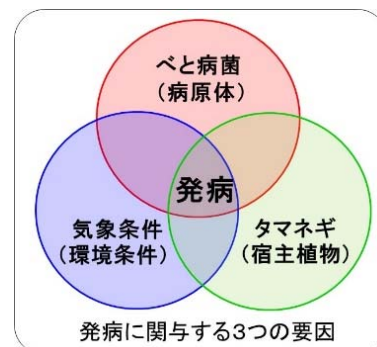 べと病菌
(病原体)
発病
気象条件
(環境条件)
タマネギ
(宿主植物)
発病に関与する3つの要因